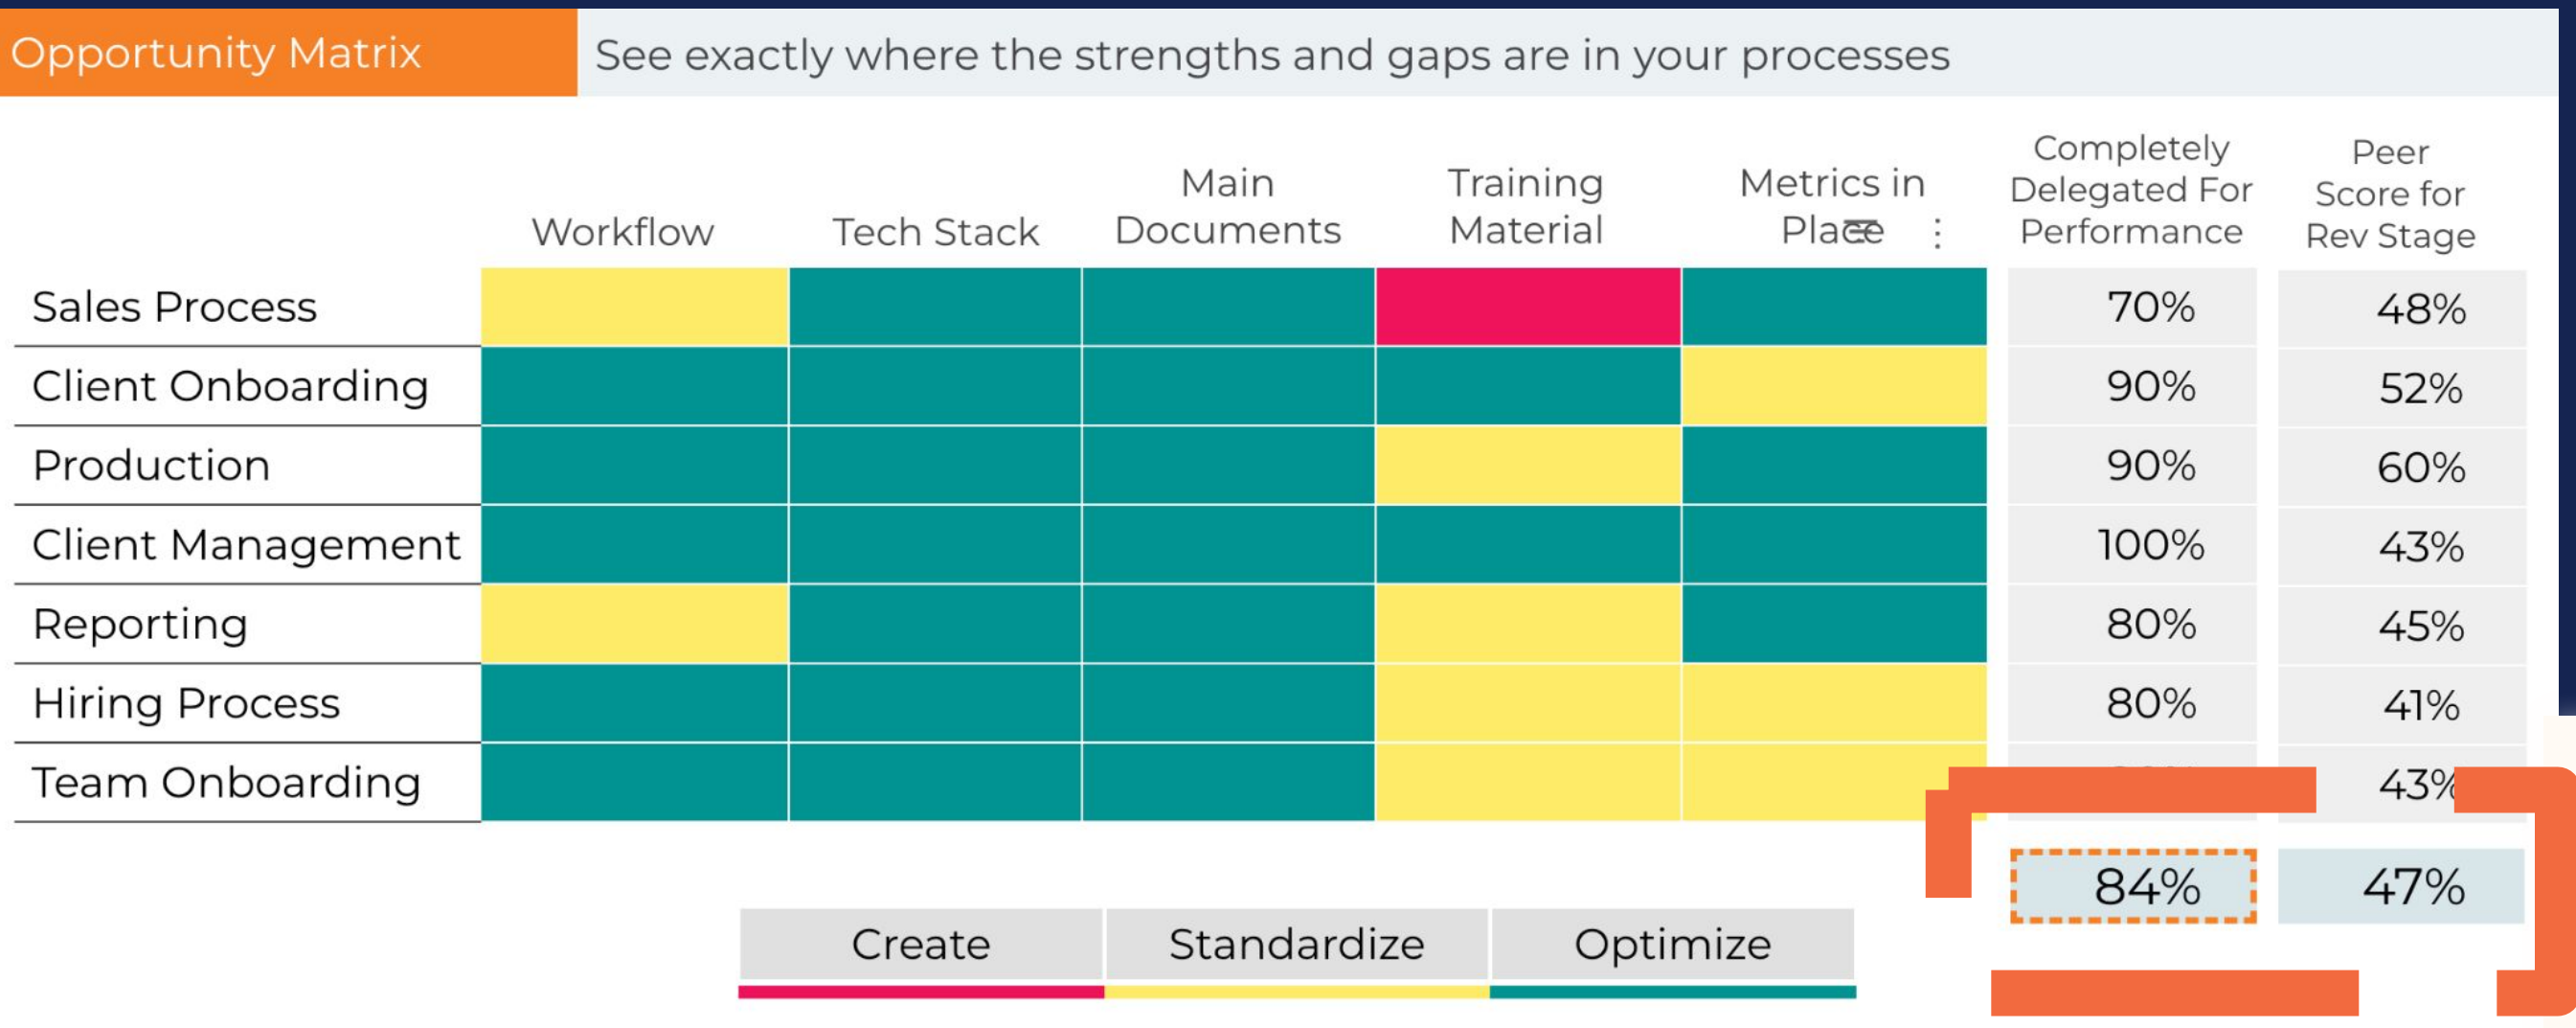 Opportunity Matrix
See exactly where the strengths and gaps are in your processes
Workflow
Tech Stack
Main
Documents
Training
Material
Metrics in
Place
Completely
Delegated For
Performance
Peer
Score for
Rev Stage
Sales Process 70% 48%
Client Onboarding 90% 52%
Production 90% 60%
Client Management 100% 43%
Reporting 80% 45%
Hiring Process 80% 41%
Team Onboarding 43%
84% 47%
Create Standardize Optimize